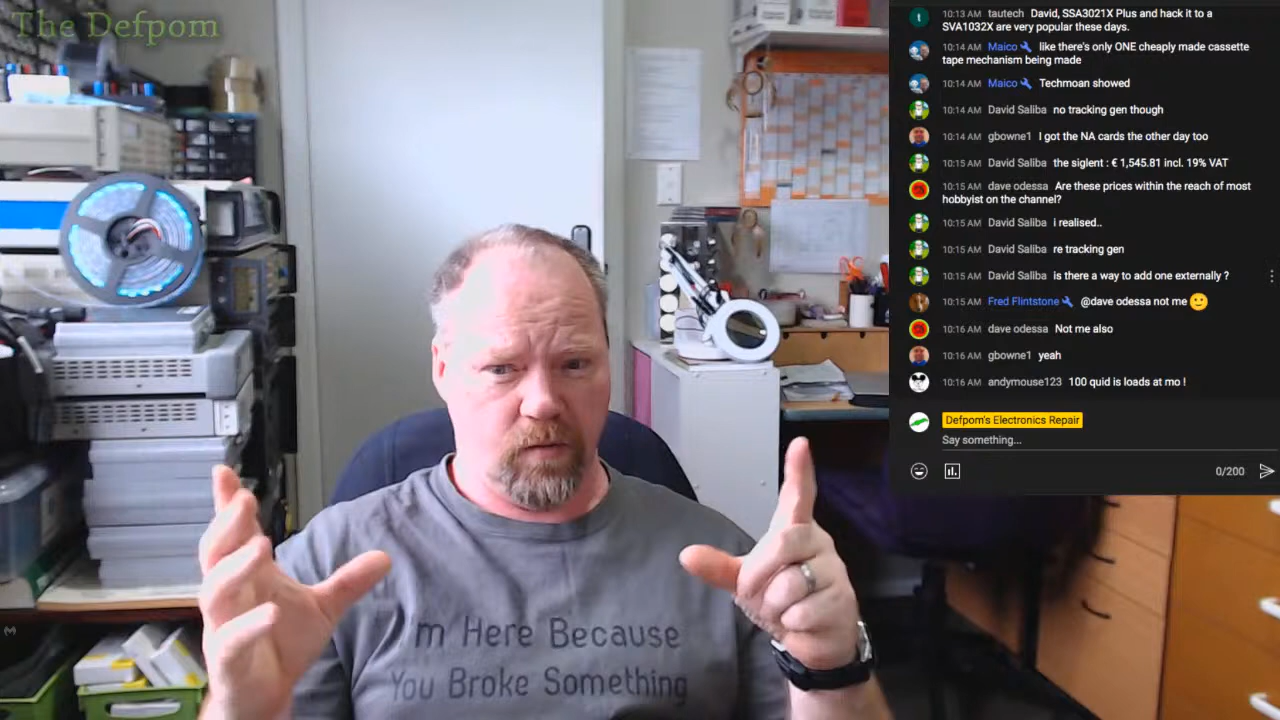 The Defpom
10:13 AM tautech David, SSA3021X Plus and hack it to a
SVA1032X are very popular these days.
10:14 AM Maico like there's only ONE cheaply made cassette
tape mechanism being made
10:14 AM Maico Techmoan showed
10:14 AM David Saliba no tracking gen though
10:14 AM gbowne1 I got the NA cards the other day too
10:15 AM David Saliba the siglent : € 1,545.81 incl. 19% VAT
10:15 AM dave odessa Are these prices within the reach of most
hobbyist on the channel?
10:15 AM David Saliba i realised..
10:15 AM David Saliba re tracking gen
10:15 AM David Saliba is there a way to add one externally ?
10:15 AM Fred Flintstone @dave odessa not me 🙂
10:16 AM dave odessa Not me also
10:16 AM gbowne1 yeah
10:16 AM andymouse123 100 quid is loads at mo !
Defpom's Electronics Repair
Say something...
0/200
m Here Because
You Broke Something